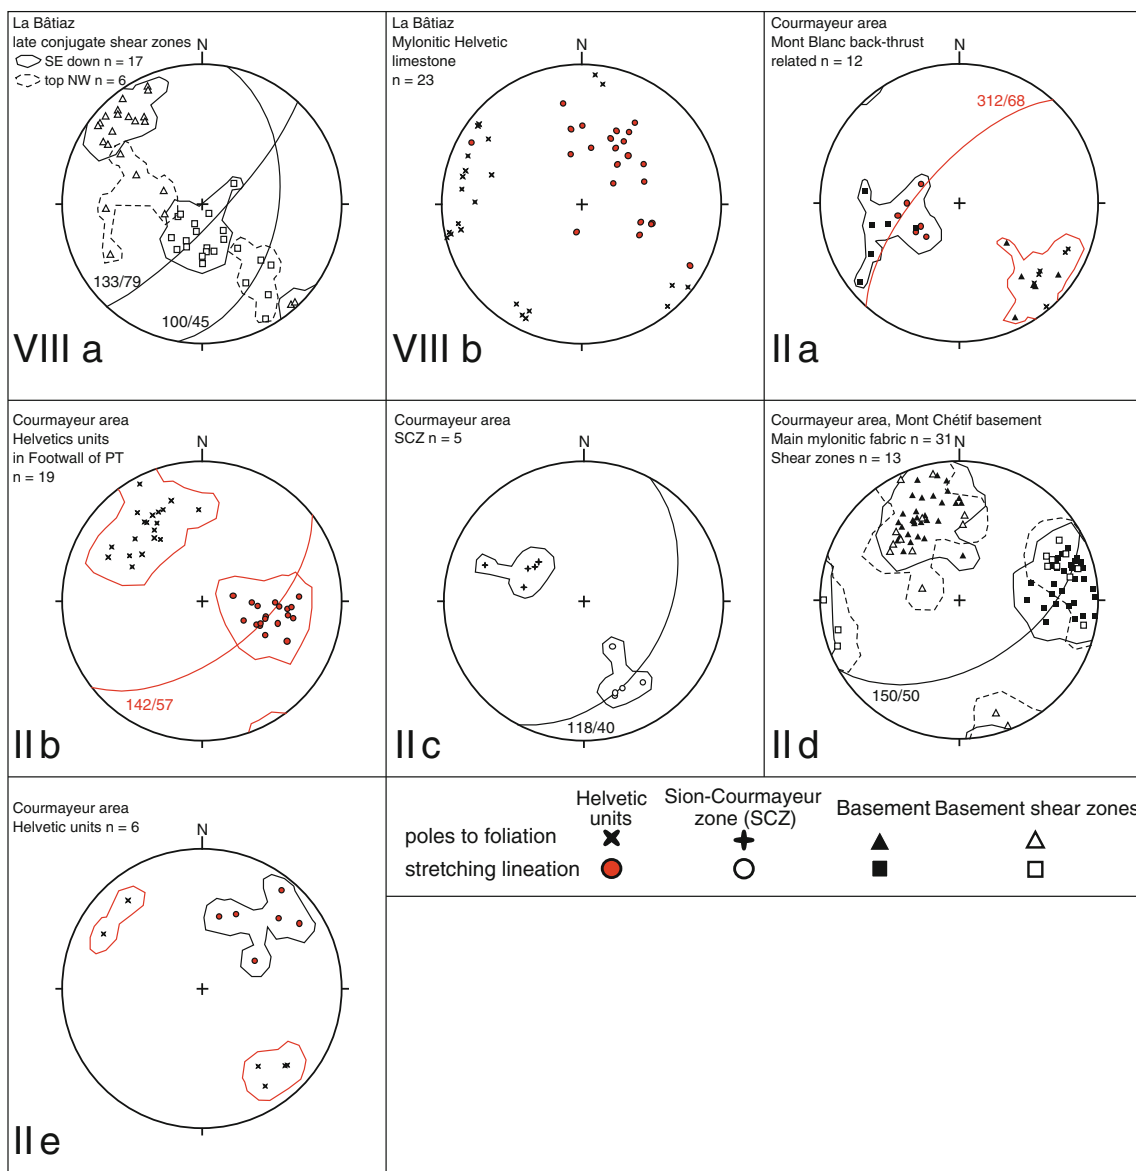 La Bâtiaz
late conjugate shear zones
SE down n = 17
top NW n = 6
N
133/79
100/45
VIII a
La Bâtiaz
Mylonitic Helvetic
limestone
n = 23
N
VIII b
Courmayeur area
Mont Blanc back-thrust
related n = 12
N
312/68
II a
Courmayeur area
Helvetics units
in Footwall of PT
n = 19
N
142/57
II b
Courmayeur area
SCZ n = 5
N
118/40
II c
Courmayeur area, Mont Chétif basement
Main mylonitic fabric n = 31
Shear zones n = 13
N
150/50
II d
Courmayeur area
Helvetic units n = 6
N
II e
Helvetic
units
Sion-Courmayeur
zone (SCZ)
Basement
Basement shear zones
poles to foliation
stretching lineation